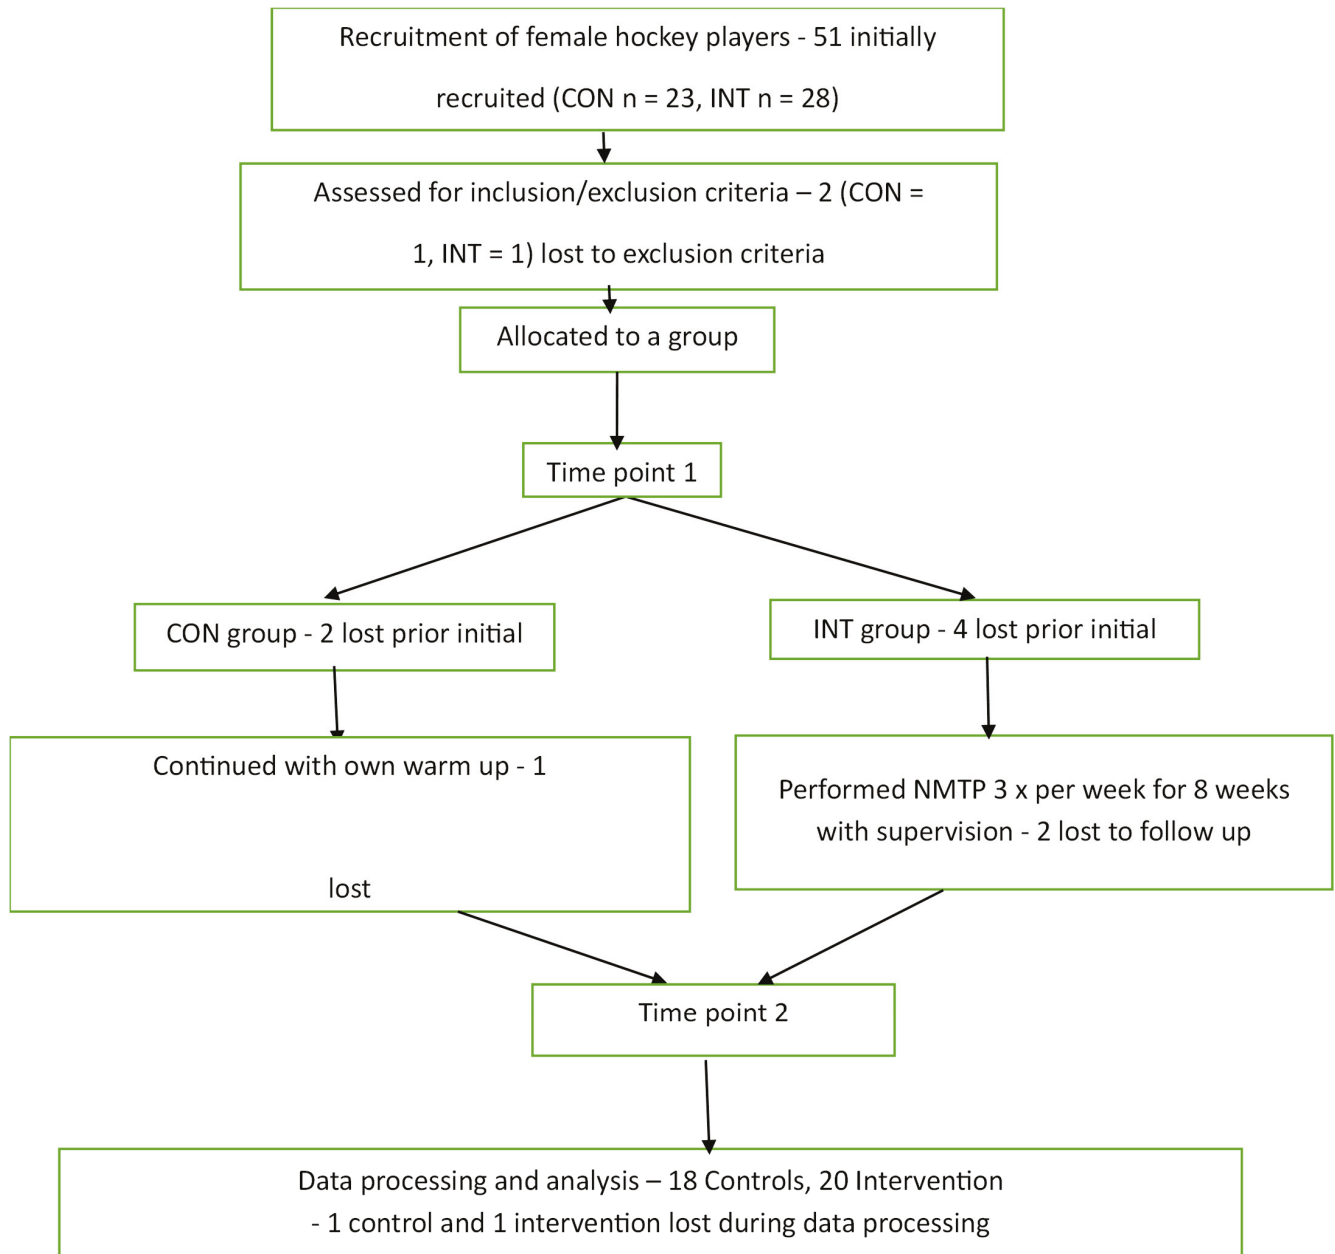 Recruitment of female hockey players - 51 initially
recruited (CON n = 23, INT n = 28)
Assessed for inclusion/exclusion criteria – 2 (CON =
1, INT = 1) lost to exclusion criteria
Allocated to a group
Time point 1
CON group - 2 lost prior initial
INT group - 4 lost prior initial
Continued with own warm up - 1
lost
Performed NMTP 3 x per week for 8 weeks
with supervision - 2 lost to follow up
Time point 2
Data processing and analysis – 18 Controls, 20 Intervention
- 1 control and 1 intervention lost during data processing